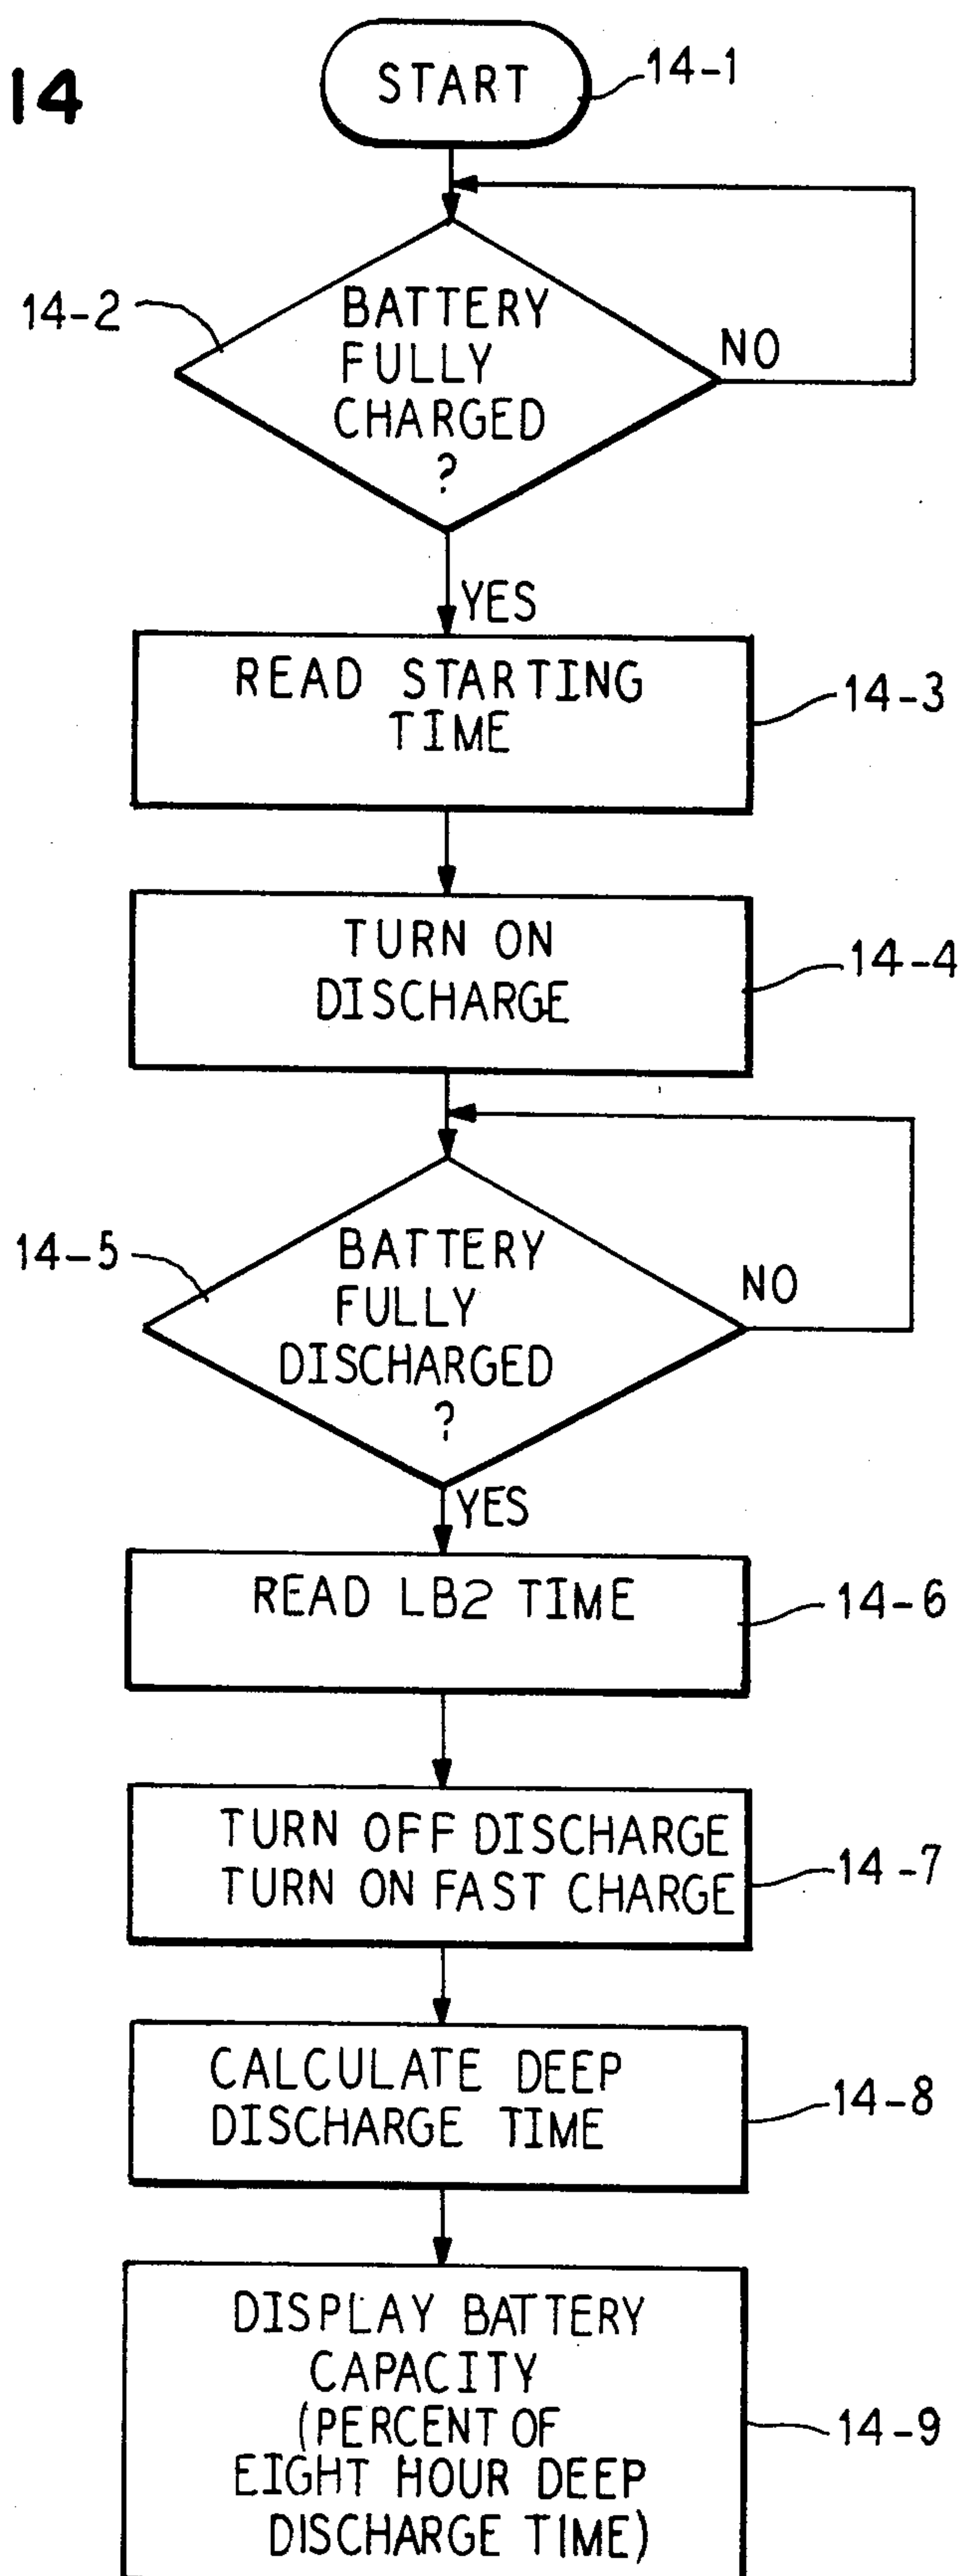 14
START
14-1
14-2
BATTERY
FULLY
CHARGED
?
NO
YES
READ STARTING
TIME
14-3
TURN ON
DISCHARGE
14-4
14-5
BATTERY
FULLY
DISCHARGED
?
NO
YES
READ LB2 TIME
14-6
TURN OFF DISCHARGE
TURN ON FAST CHARGE
14-7
CALCULATE DEEP
DISCHARGE TIME
14-8
DISPLAY BATTERY
CAPACITY
(PERCENT OF
EIGHT HOUR DEEP
DISCHARGE TIME)
14-9